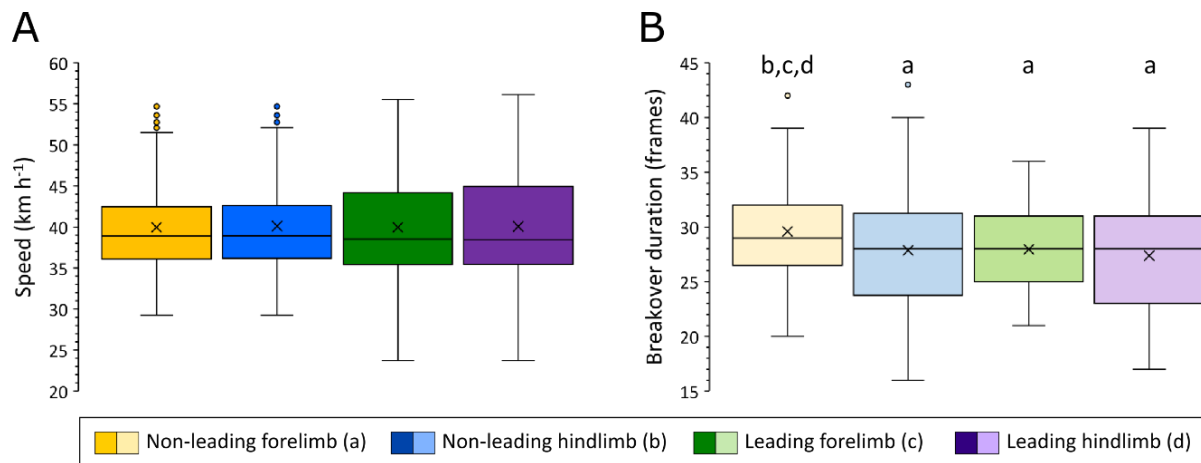 A
B
60
55
50
45
40
35
30
25
20
Speed (km h⁻¹)
45
40
35
30
25
20
15
Breakover duration (frames)
b,c,d
a
a
a
Non-leading forelimb (a)
Non-leading hindlimb (b)
Leading forelimb (c)
Leading hindlimb (d)